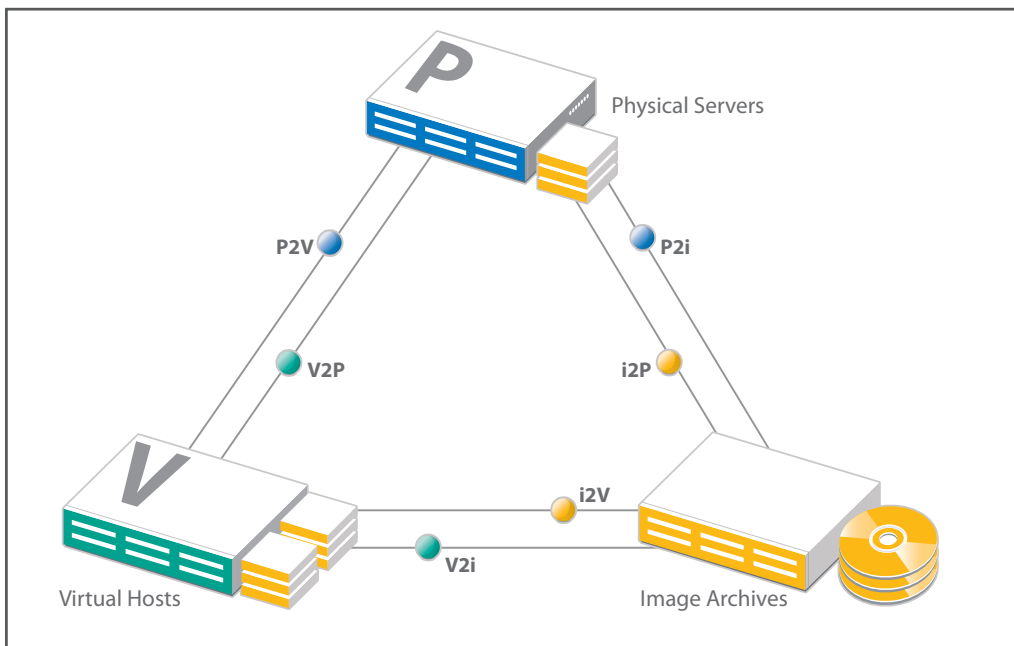 P
Physical Servers
P2V
P2i
V2P
i2P
V
i2V
V2i
Virtual Hosts
Image Archives